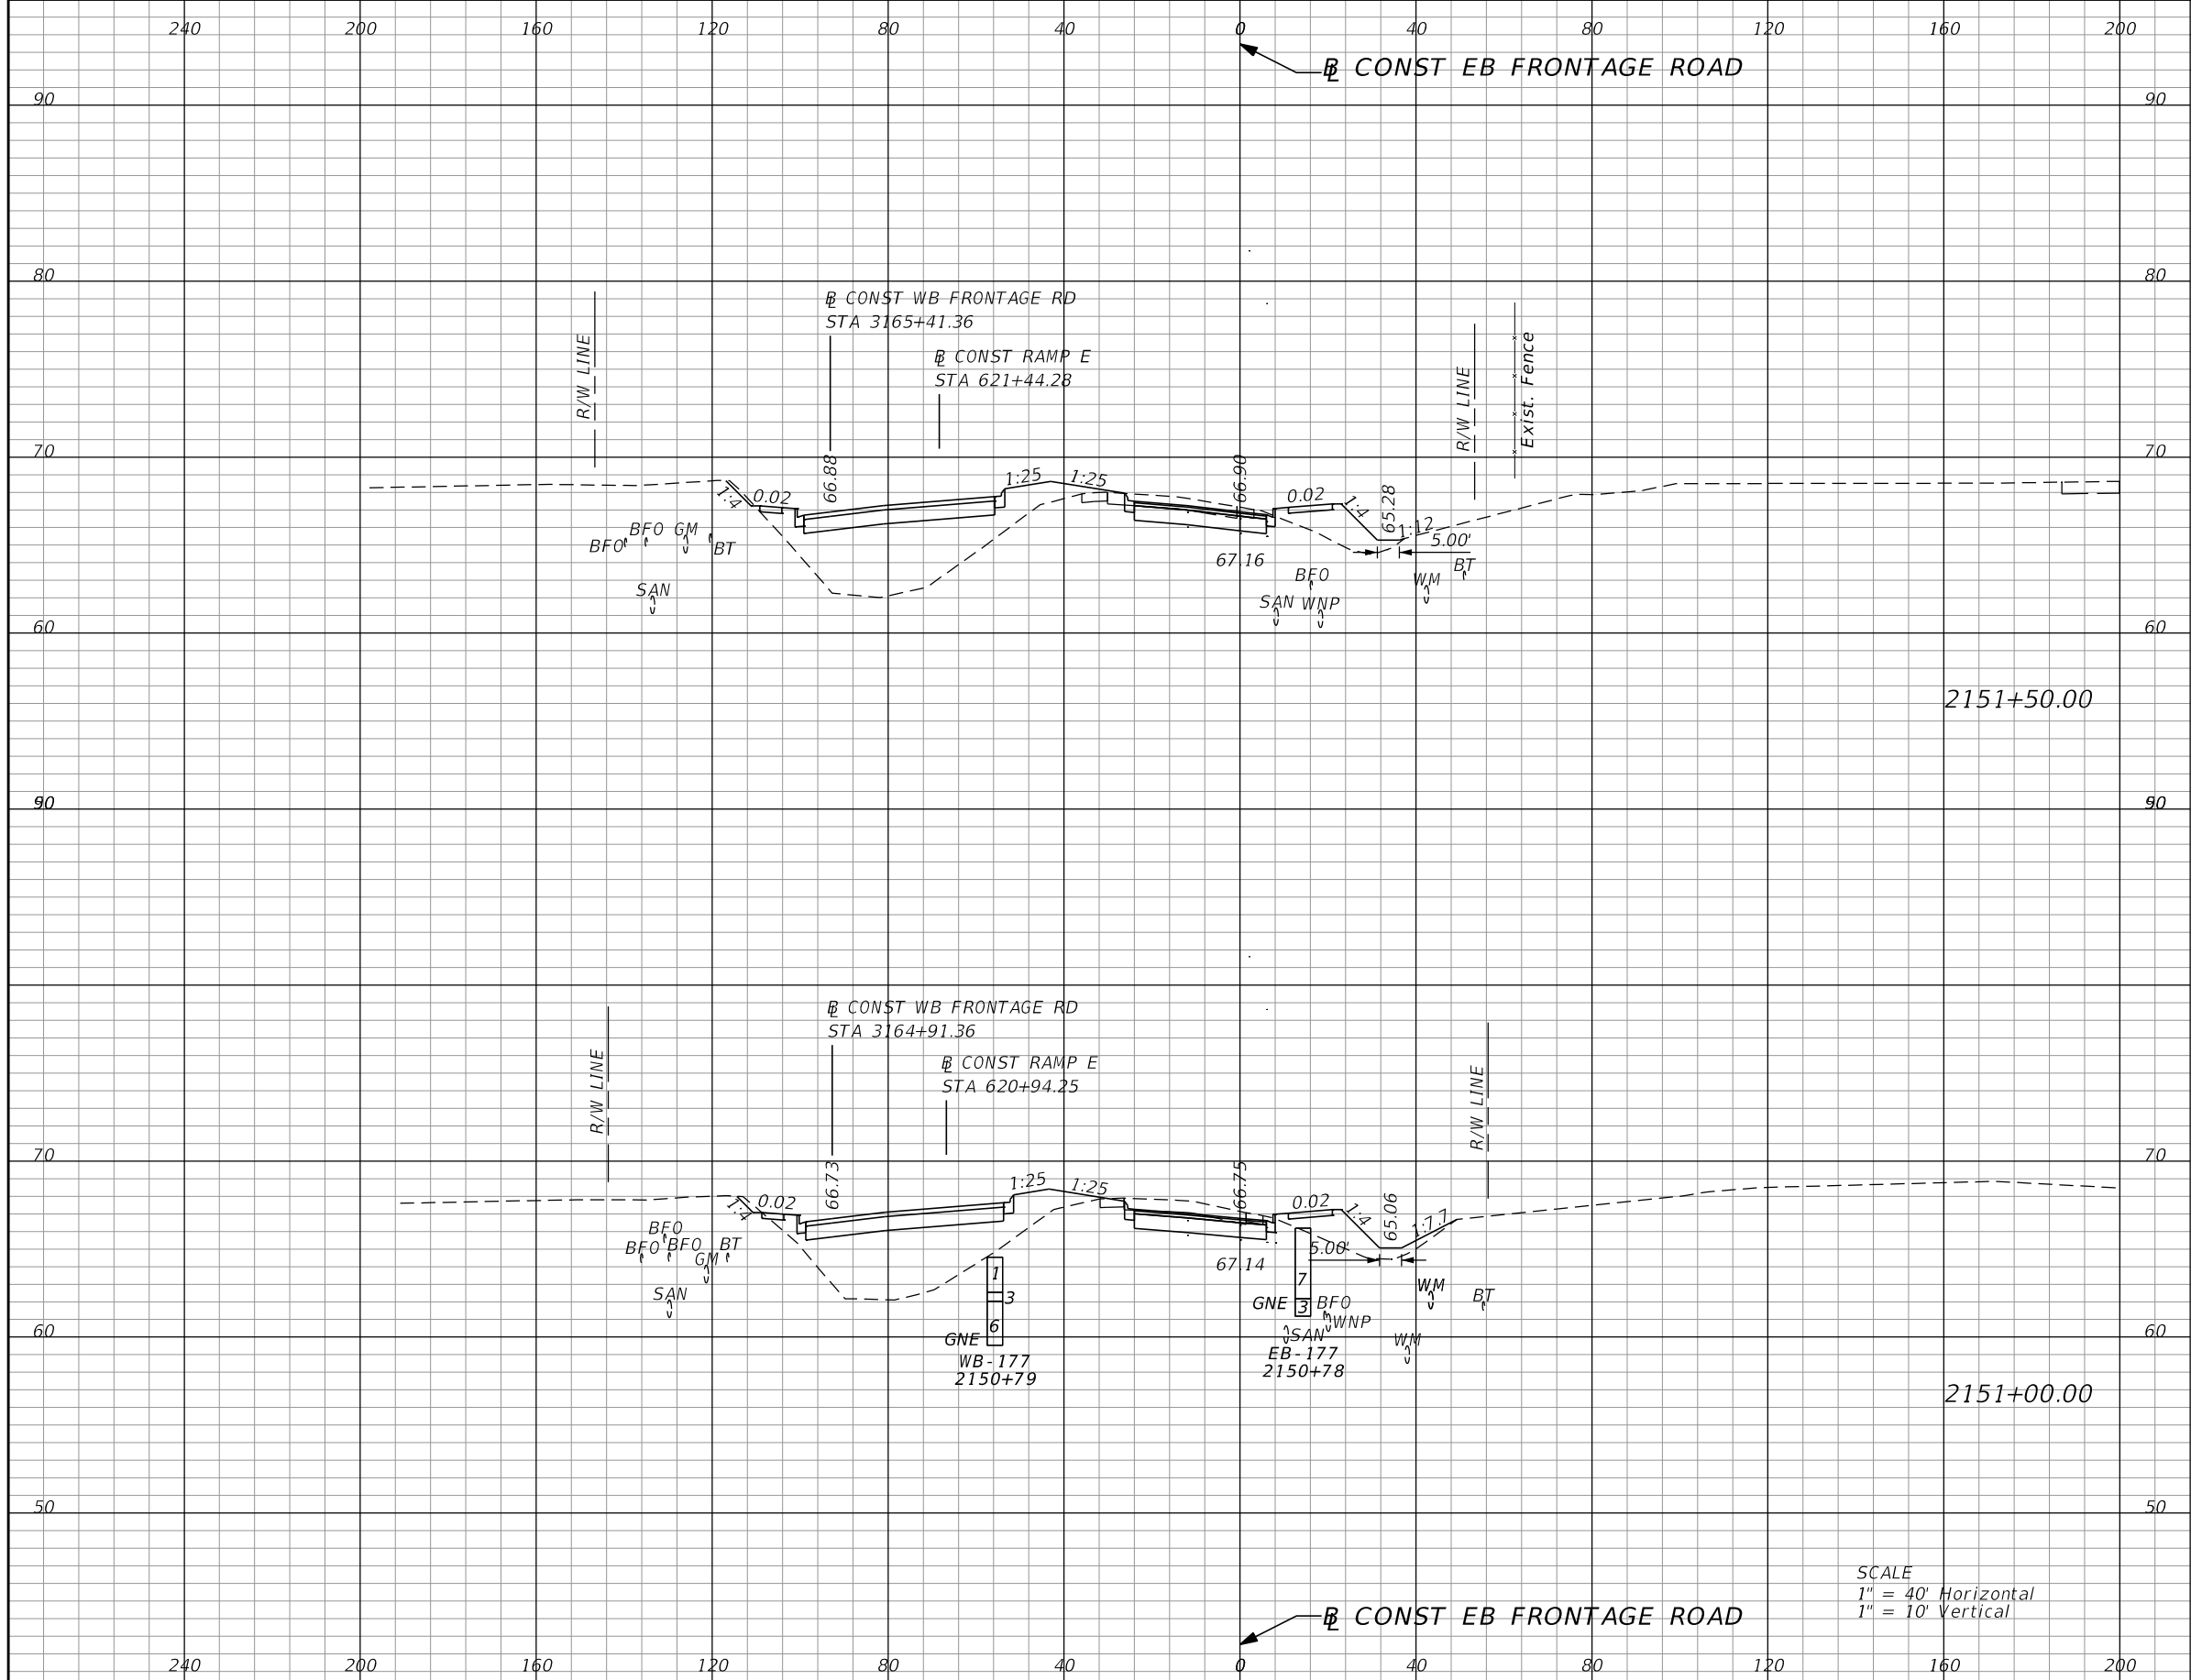 240 200 160 120 80 40 0 40 80 120 160 200
BL CONST EB FRONTAGE ROAD
90 90
80 80
BL CONST WB FRONTAGE RD
STA 3165+41.36
BL CONST RAMP E
STA 621+44.28
R/W LINE
R/W LINE
Exist. Fence
70 70
1:4
0.02
66.88
1:25
1:25
66.90
0.02
1:4
65.28
1:12
5.00'
BFO
BFO
GM
BT
SAN
67.16
BFO
SAN
WNP
WM
BT
60 60
2151+50.00
90 90
BL CONST WB FRONTAGE RD
STA 3164+91.36
BL CONST RAMP E
STA 620+94.25
R/W LINE
R/W LINE
70 70
1:4
0.02
66.73
1:25
1:25
66.75
0.02
1:4
65.06
1:7.7
5.00'
BFO
BFO
BFO
GM
BT
SAN
67.14
1
3
6
GNE
WB-177
2150+79
7
3
GNE
BFO
WNP
SAN
EB-177
2150+78
WM
WM
BT
60 60
2151+00.00
50 50
SCALE
1" = 40' Horizontal
1" = 10' Vertical
BL CONST EB FRONTAGE ROAD
240 200 160 120 80 40 0 40 80 120 160 200